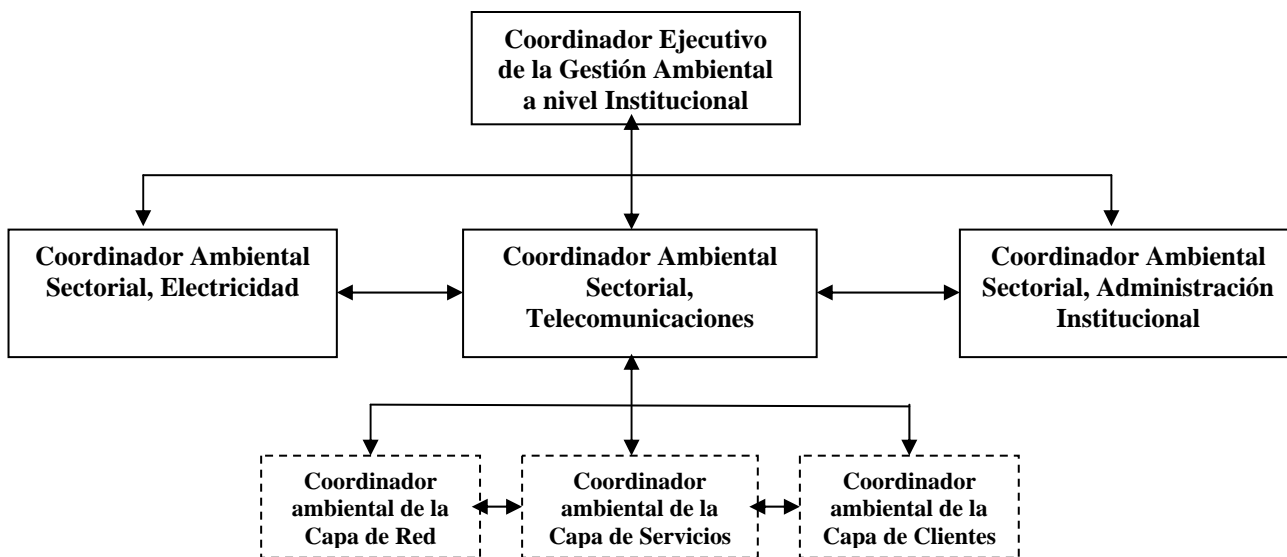 Coordinador Ejecutivo
de la Gestión Ambiental
a nivel Institucional
Coordinador Ambiental
Sectorial, Electricidad
Coordinador Ambiental
Sectorial,
Telecomunicaciones
Coordinador Ambiental
Sectorial, Administración
Institucional
Coordinador
ambiental de la
Capa de Red
Coordinador
ambiental de la
Capa de Servicios
Coordinador
ambiental de la
Capa de Clientes